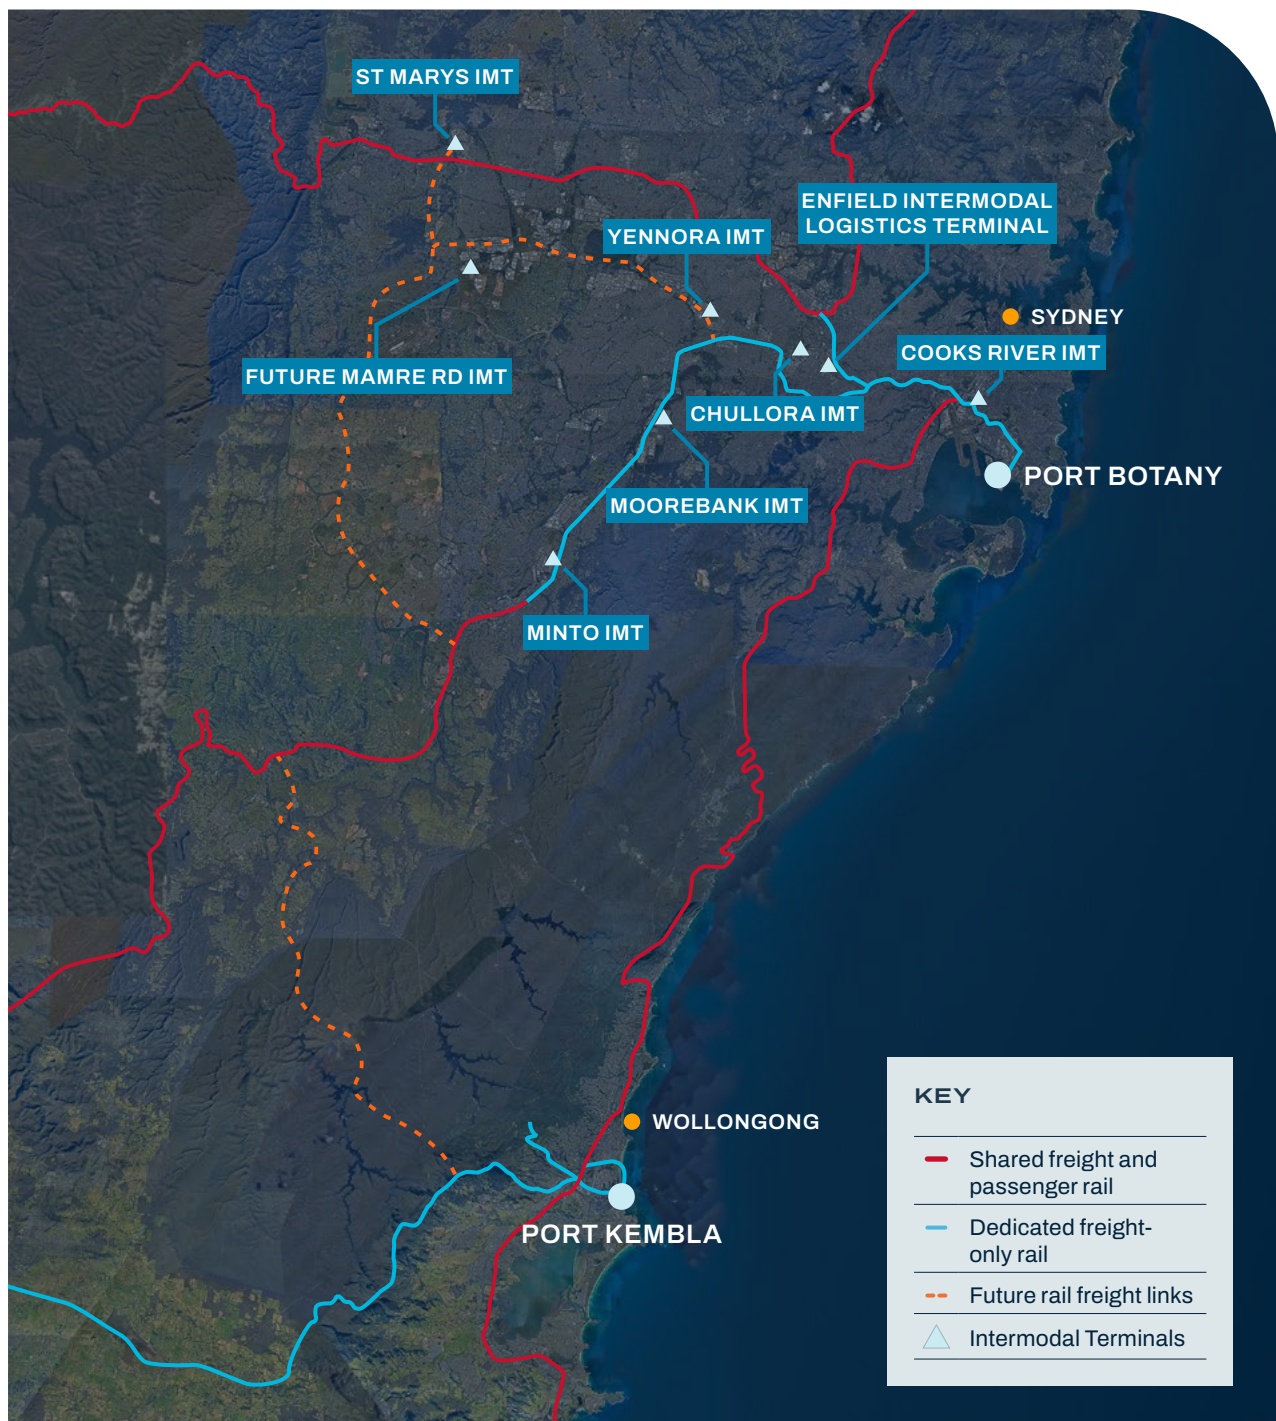 ST MARYS IMT
ENFIELD INTERMODAL
LOGISTICS TERMINAL
YENNORA IMT
SYDNEY
COOKS RIVER IMT
FUTURE MAMRE RD IMT
CHULLORA IMT
PORT BOTANY
MOOREBANK IMT
MINTO IMT
WOLLONGONG
PORT KEMBLA
KEY
Shared freight and
passenger rail
Dedicated freight-
only rail
Future rail freight links
Intermodal Terminals